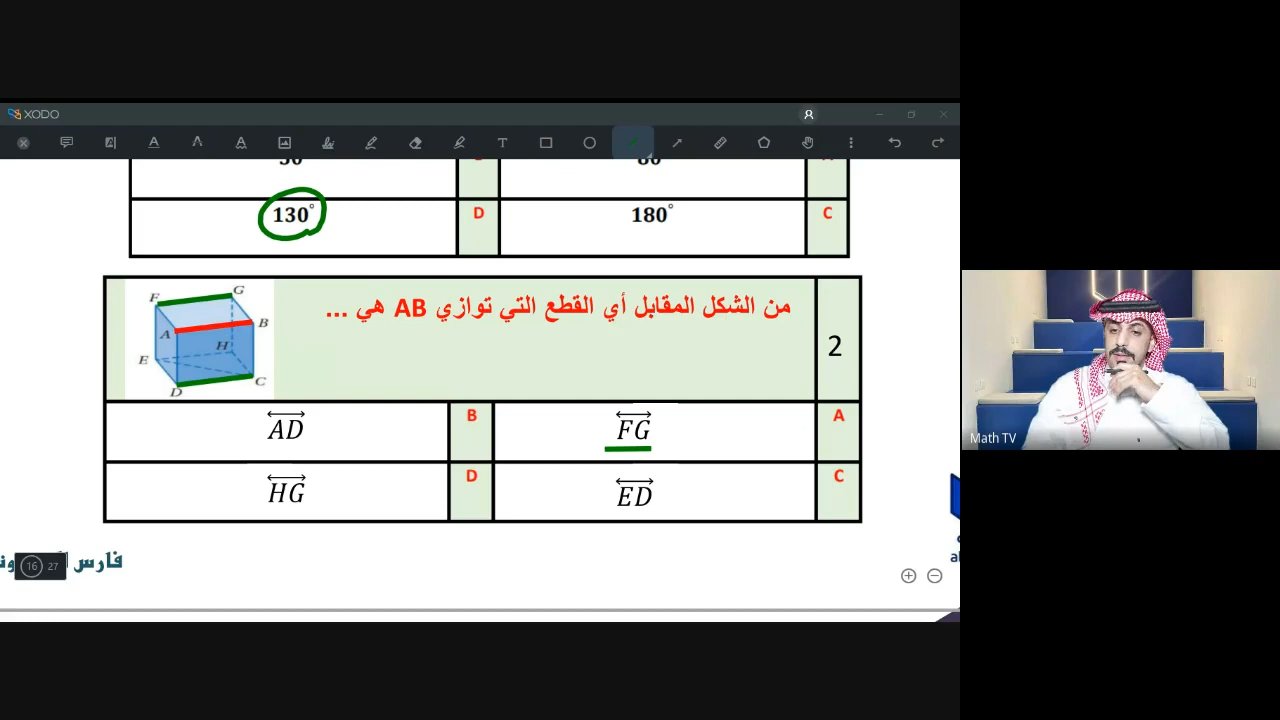 XODO
130° D 180° C
من الشكل المقابل أي القطع التي توازي AB هي ...
2
F G
A B
E H
D C
A FG
B AD
C ED
D HG
فارس
16 27
Math TV